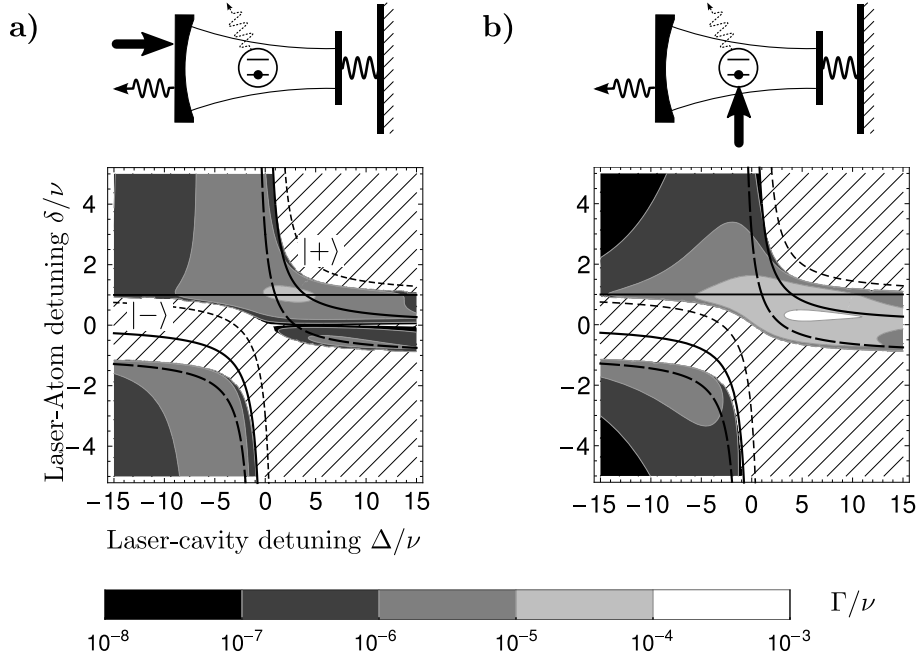 a)
b)
Laser-Atom detuning δ/ν
4
2
0
−2
−4
|+⟩
|−⟩
−15 −10 −5 0 5 10 15
4
2
0
−2
−4
−15 −10 −5 0 5 10 15
Laser-cavity detuning Δ/ν
Γ/ν
10⁻⁸ 10⁻⁷ 10⁻⁶ 10⁻⁵ 10⁻⁴ 10⁻³